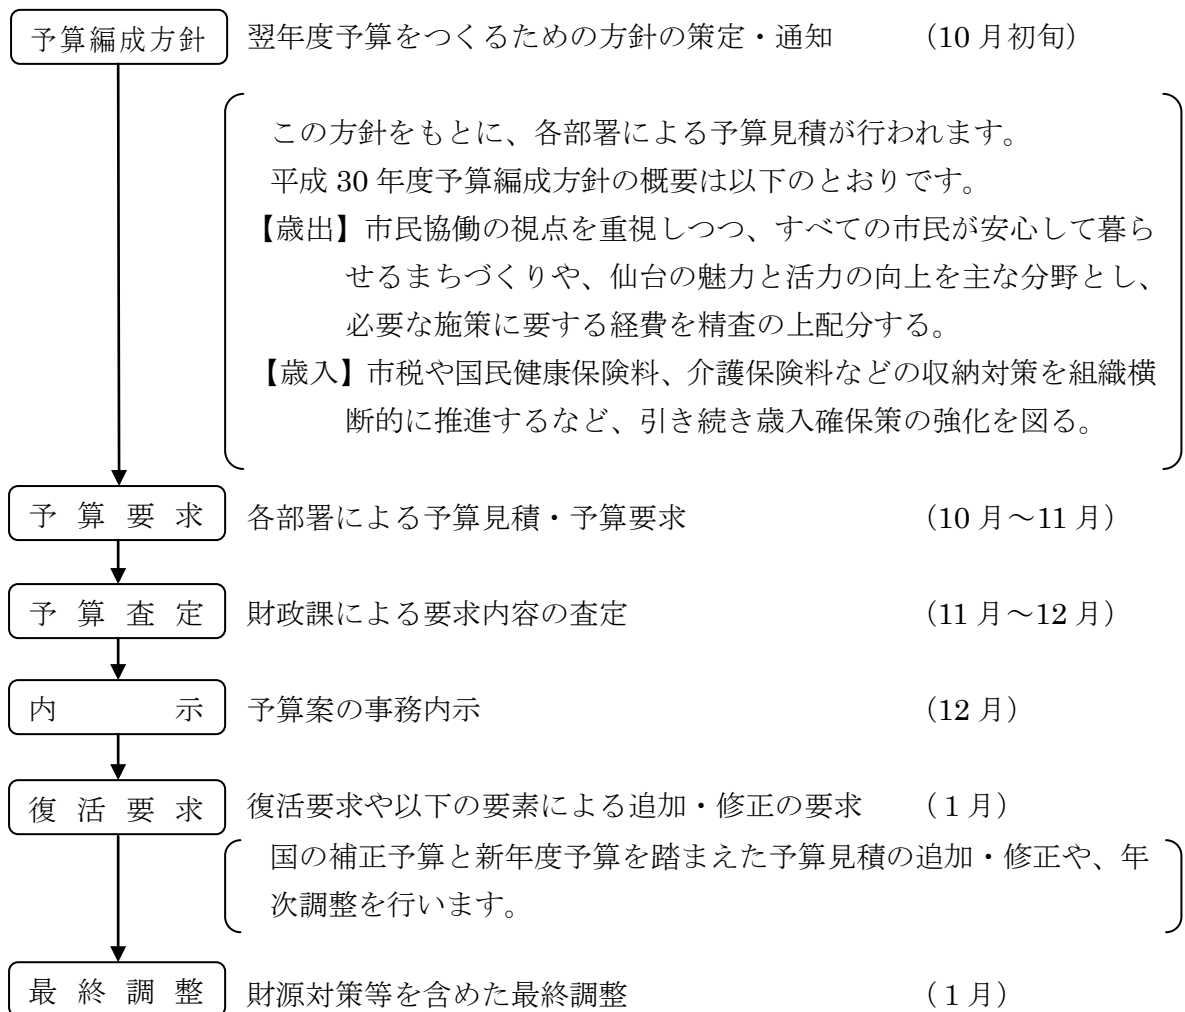 予算編成方針 翌年度予算をつくるための方針の策定・通知 (10月初旬)
この方針をもとに、各部署による予算見積が行われます。
平成30年度予算編成方針の概要は以下のとおりです。
【歳出】市民協働の視点を重視しつつ、すべての市民が安心して暮ら
せるまちづくりや、仙台の魅力と活力の向上を主な分野とし、
必要な施策に要する経費を精査の上配分する。
【歳入】市税や国民健康保険料、介護保険料などの収納対策を組織横
断的に推進するなど、引き続き歳入確保策の強化を図る。
予算要求 各部署による予算見積・予算要求 (10月~11月)
予算査定 財政課による要求内容の査定 (11月~12月)
内示 予算案の事務内示 (12月)
復活要求 復活要求や以下の要素による追加・修正の要求 (1月)
国の補正予算と新年度予算を踏まえた予算見積の追加・修正や、年
次調整を行います。
最終調整 財源対策等を含めた最終調整 (1月)